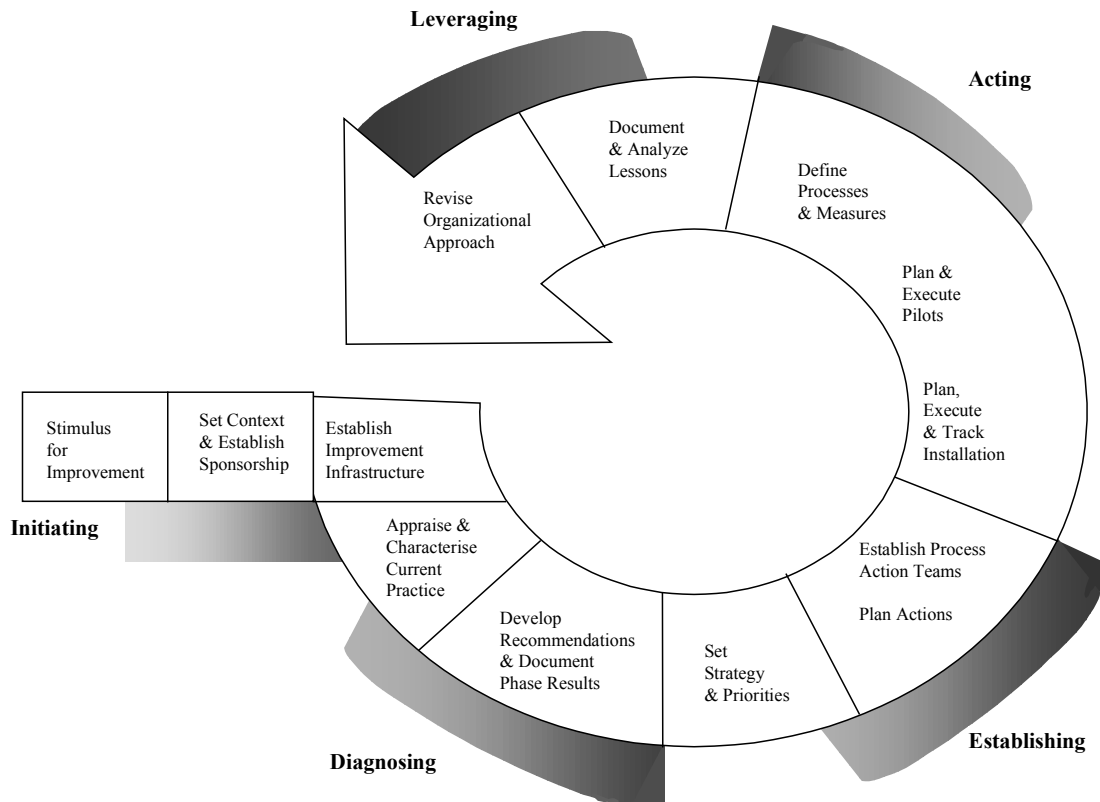 Leveraging
Acting
Document
& Analyze
Lessons
Define
Processes
& Measures
Revise
Organizational
Approach
Plan &
Execute
Pilots
Plan,
Execute
& Track
Installation
Stimulus
for
Improvement
Set Context
& Establish
Sponsorship
Establish
Improvement
Infrastructure
Initiating
Appraise &
Characterise
Current
Practice
Establish Process
Action Teams
Plan Actions
Develop
Recommendations
& Document
Phase Results
Set
Strategy
& Priorities
Establishing
Diagnosing